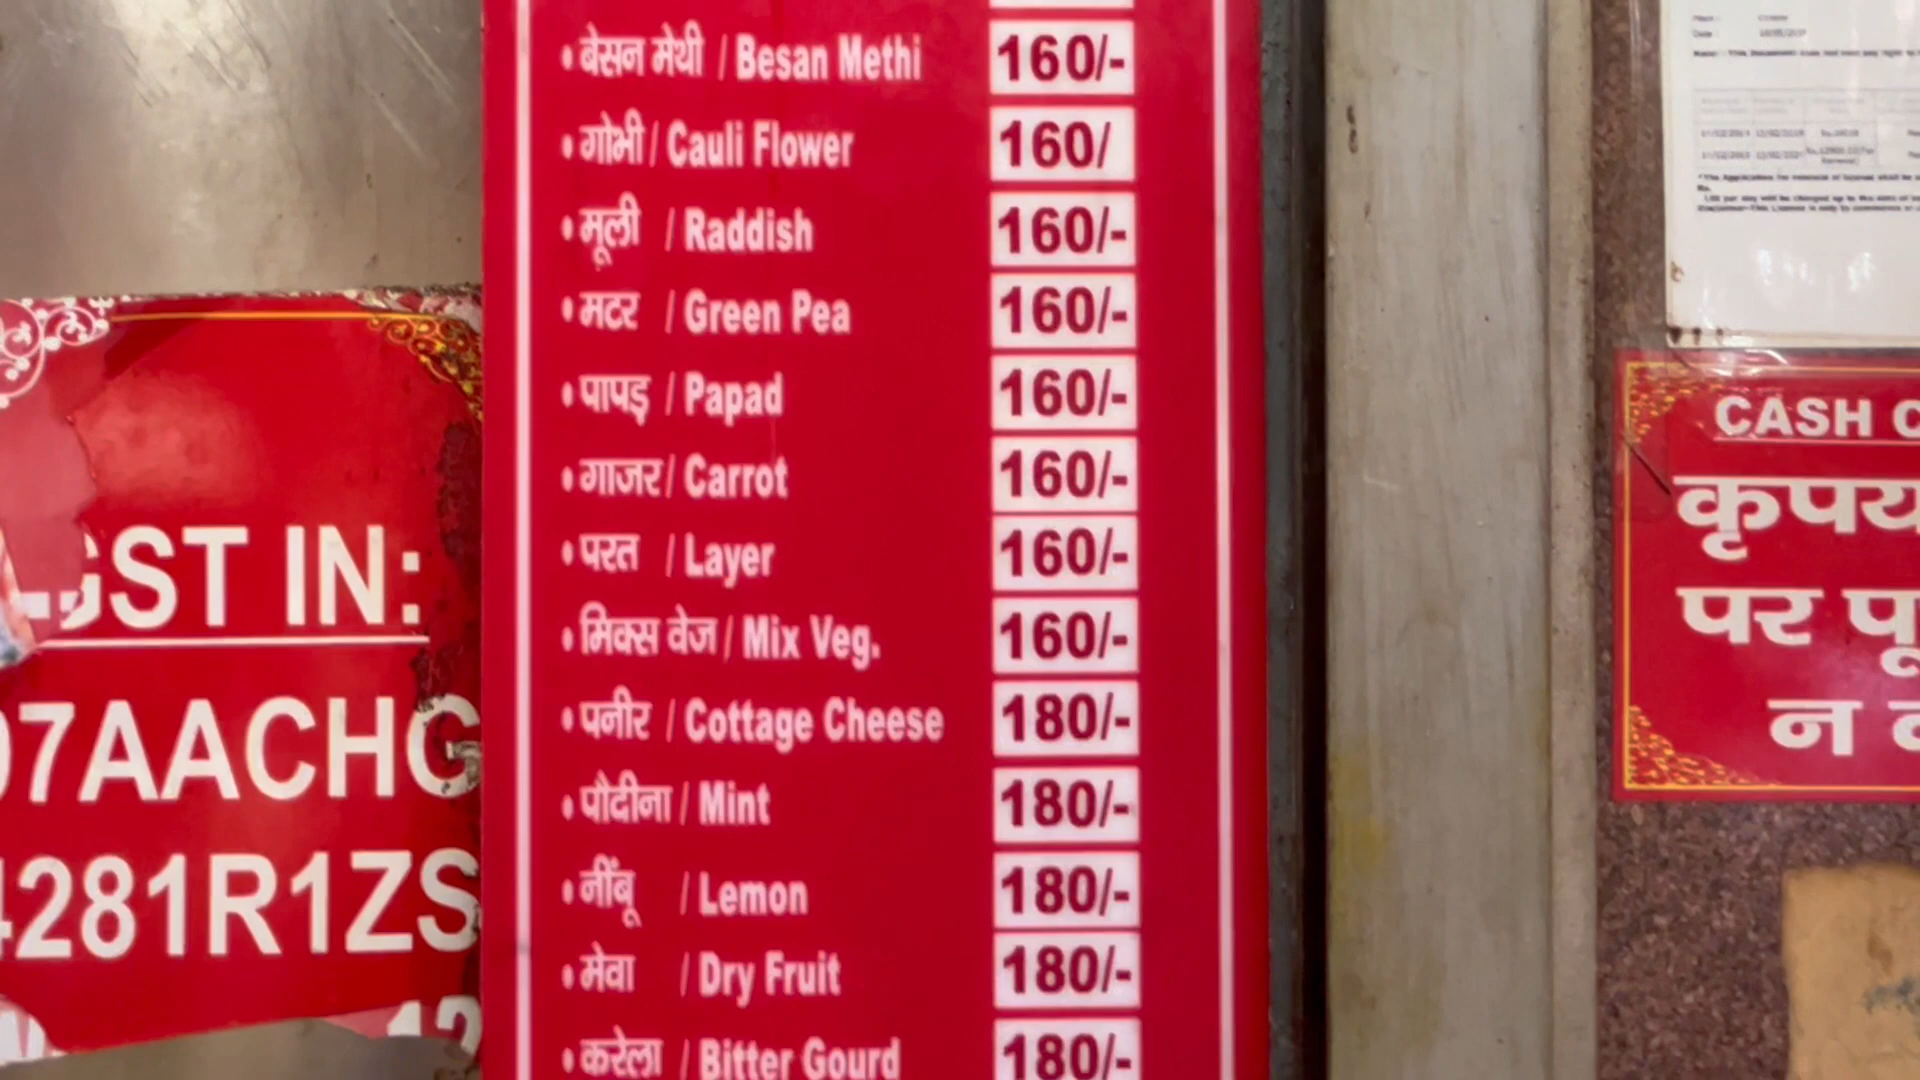 बेसन मेथी / Besan Methi 160/-
गोभी / Cauli Flower 160/
मूली / Raddish 160/-
मटर / Green Pea 160/-
पापड़ / Papad 160/-
गाजर / Carrot 160/-
परत / Layer 160/-
मिक्स वेज / Mix Veg. 160/-
पनीर / Cottage Cheese 180/-
पौदीना / Mint 180/-
नींबू / Lemon 180/-
मेवा / Dry Fruit 180/-
करेला / Bitter Gourd 180/-
GST IN:
07AACHG
4281R1ZS
CASH C
कृपय
पर पू
न